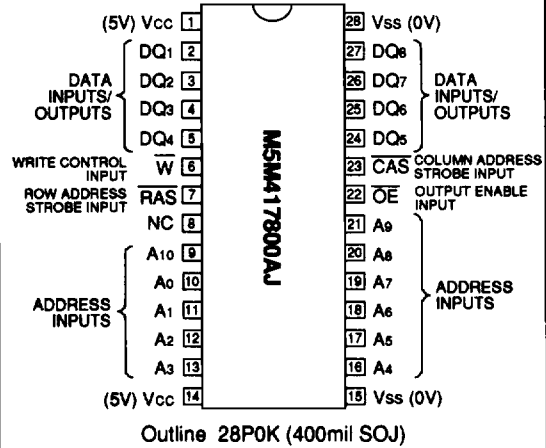 (5V) Vcc 1 28 Vss (0V)
DQ1 2 27 DQ8
DQ2 3 26 DQ7
DQ3 4 25 DQ6
DQ4 5 24 DQ5
DATA INPUTS/ OUTPUTS
DATA INPUTS/ OUTPUTS
WRITE CONTROL INPUT W 6 23 CAS COLUMN ADDRESS STROBE INPUT
ROW ADDRESS STROBE INPUT RAS 7 22 OE OUTPUT ENABLE INPUT
NC 8 21 A9
A10 9 20 A8
A0 10 19 A7
A1 11 18 A6
A2 12 17 A5
A3 13 16 A4
ADDRESS INPUTS
ADDRESS INPUTS
(5V) Vcc 14 15 Vss (0V)
M5M417800AJ
Outline 28P0K (400mil SOJ)